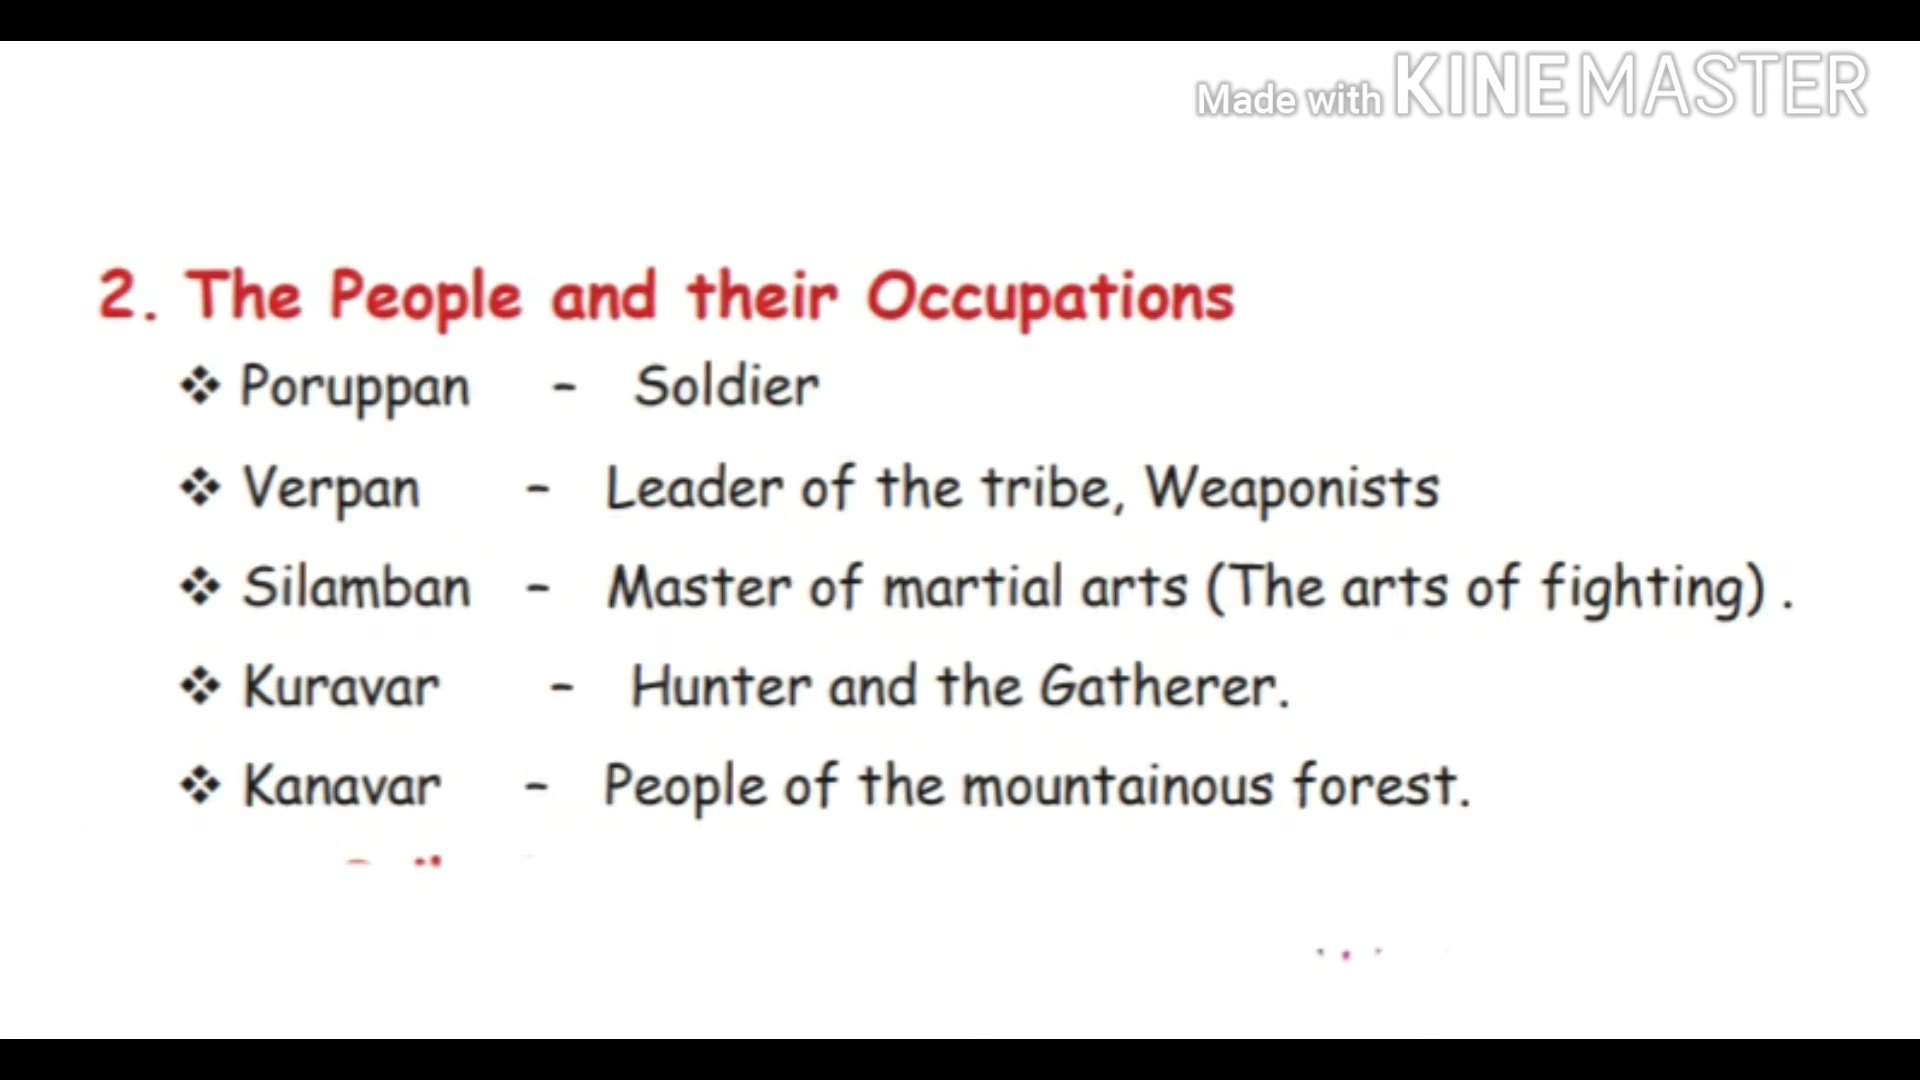 Made with KINEMASTER
2. The People and their Occupations
❖ Poruppan - Soldier
❖ Verpan - Leader of the tribe, Weaponists
❖ Silamban - Master of martial arts (The arts of fighting) .
❖ Kuravar - Hunter and the Gatherer.
❖ Kanavar - People of the mountainous forest.